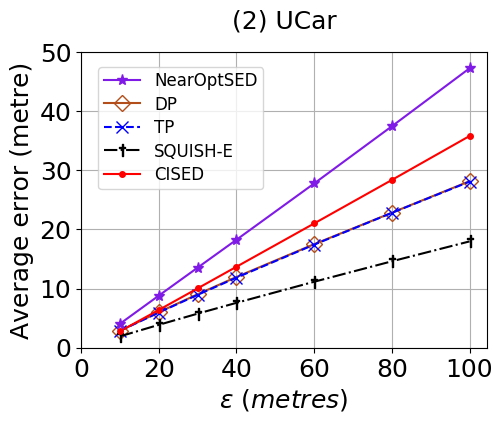 (2) UCar
Average error (metre)
50
40
30
20
10
0
NearOptSED
DP
TP
SQUISH-E
CISED
0 20 40 60 80 100
ε (metres)